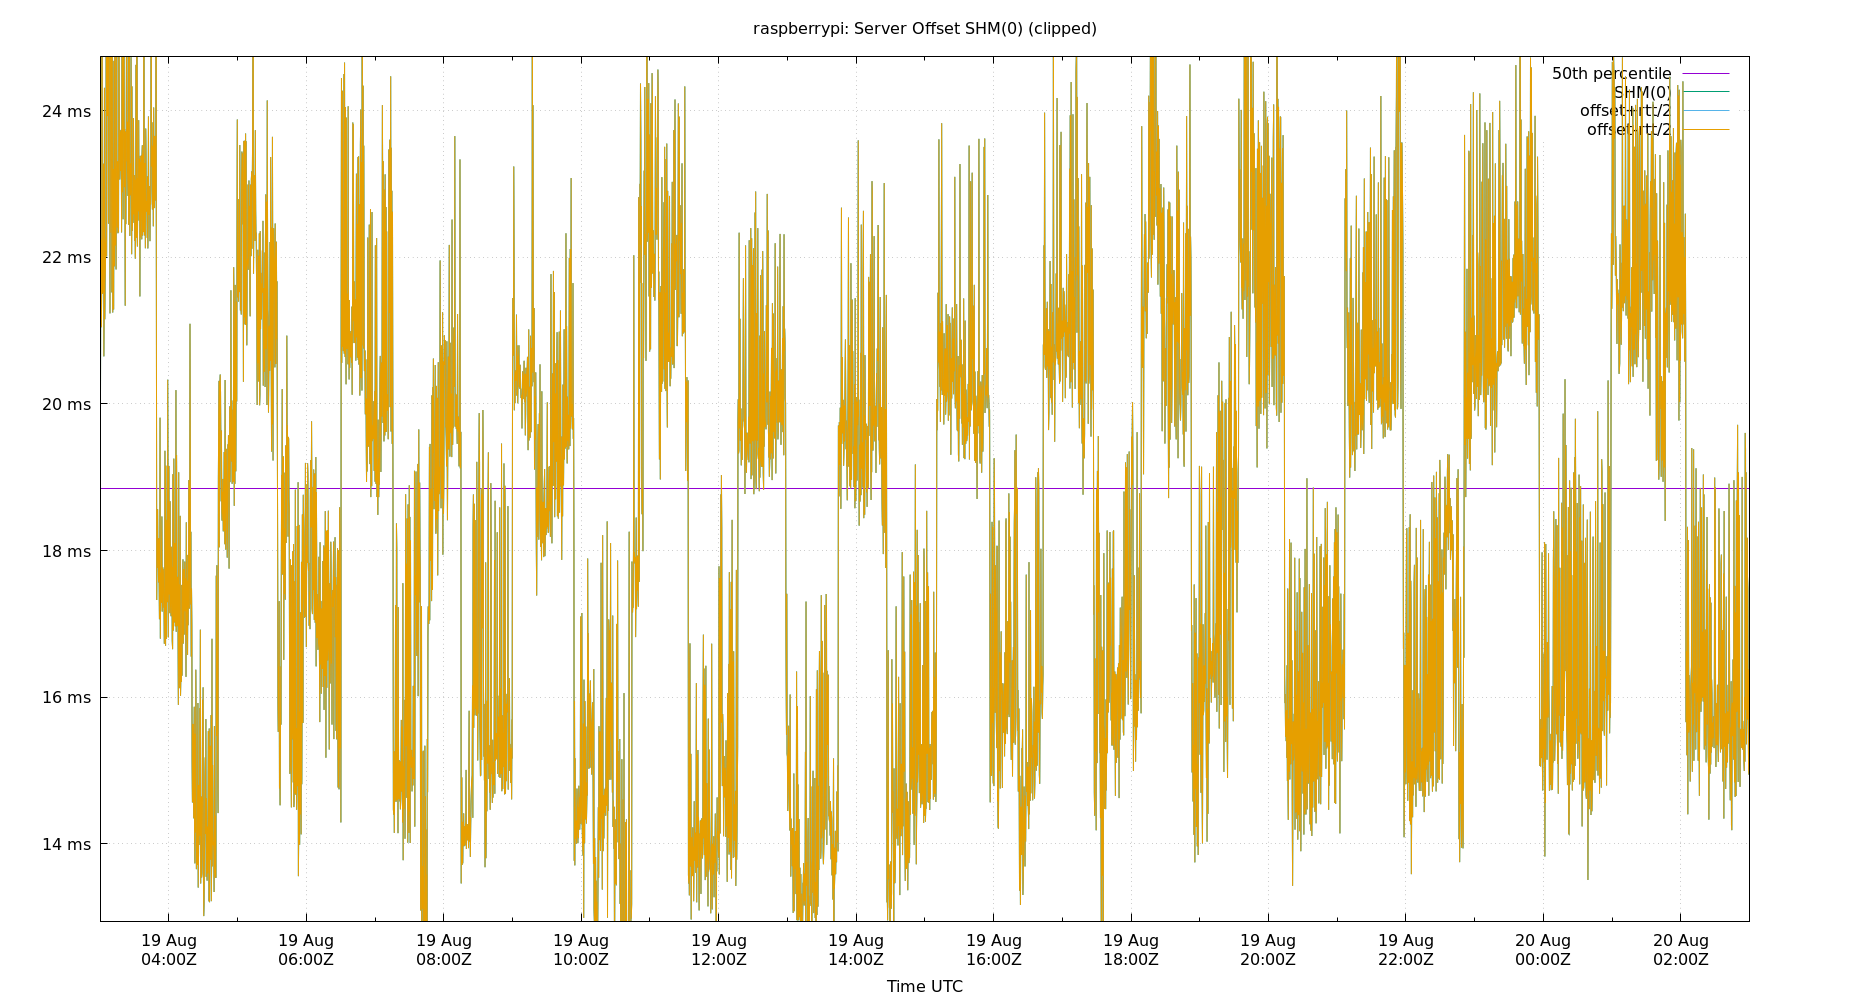 raspberrypi: Server Offset SHM(0) (clipped)
50th percentile
SHM(0)
offset+rtt/2
offset-rtt/2
24 ms
22 ms
20 ms
18 ms
16 ms
14 ms
19 Aug 19 Aug 19 Aug 19 Aug 19 Aug 19 Aug 19 Aug 19 Aug 19 Aug 19 Aug 20 Aug 20 Aug
04:00Z 06:00Z 08:00Z 10:00Z 12:00Z 14:00Z 16:00Z 18:00Z 20:00Z 22:00Z 00:00Z 02:00Z
Time UTC